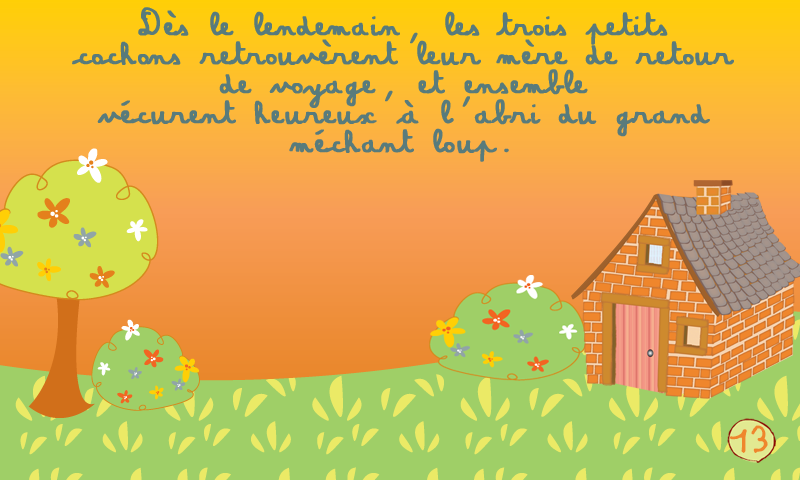 Dès le lendemain, les trois petits
cochons retrouvèrent leur mère de retour
de voyage, et ensemble
vécurent heureux à l'abri du grand
méchant loup.
13